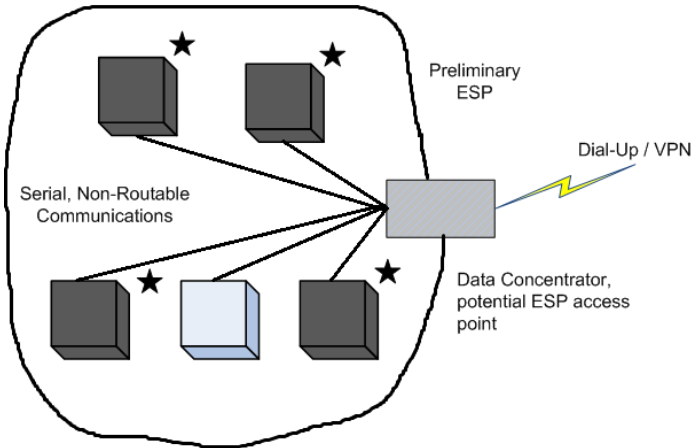 Preliminary
ESP
Dial-Up / VPN
Serial, Non-Routable
Communications
Data Concentrator,
potential ESP access
point